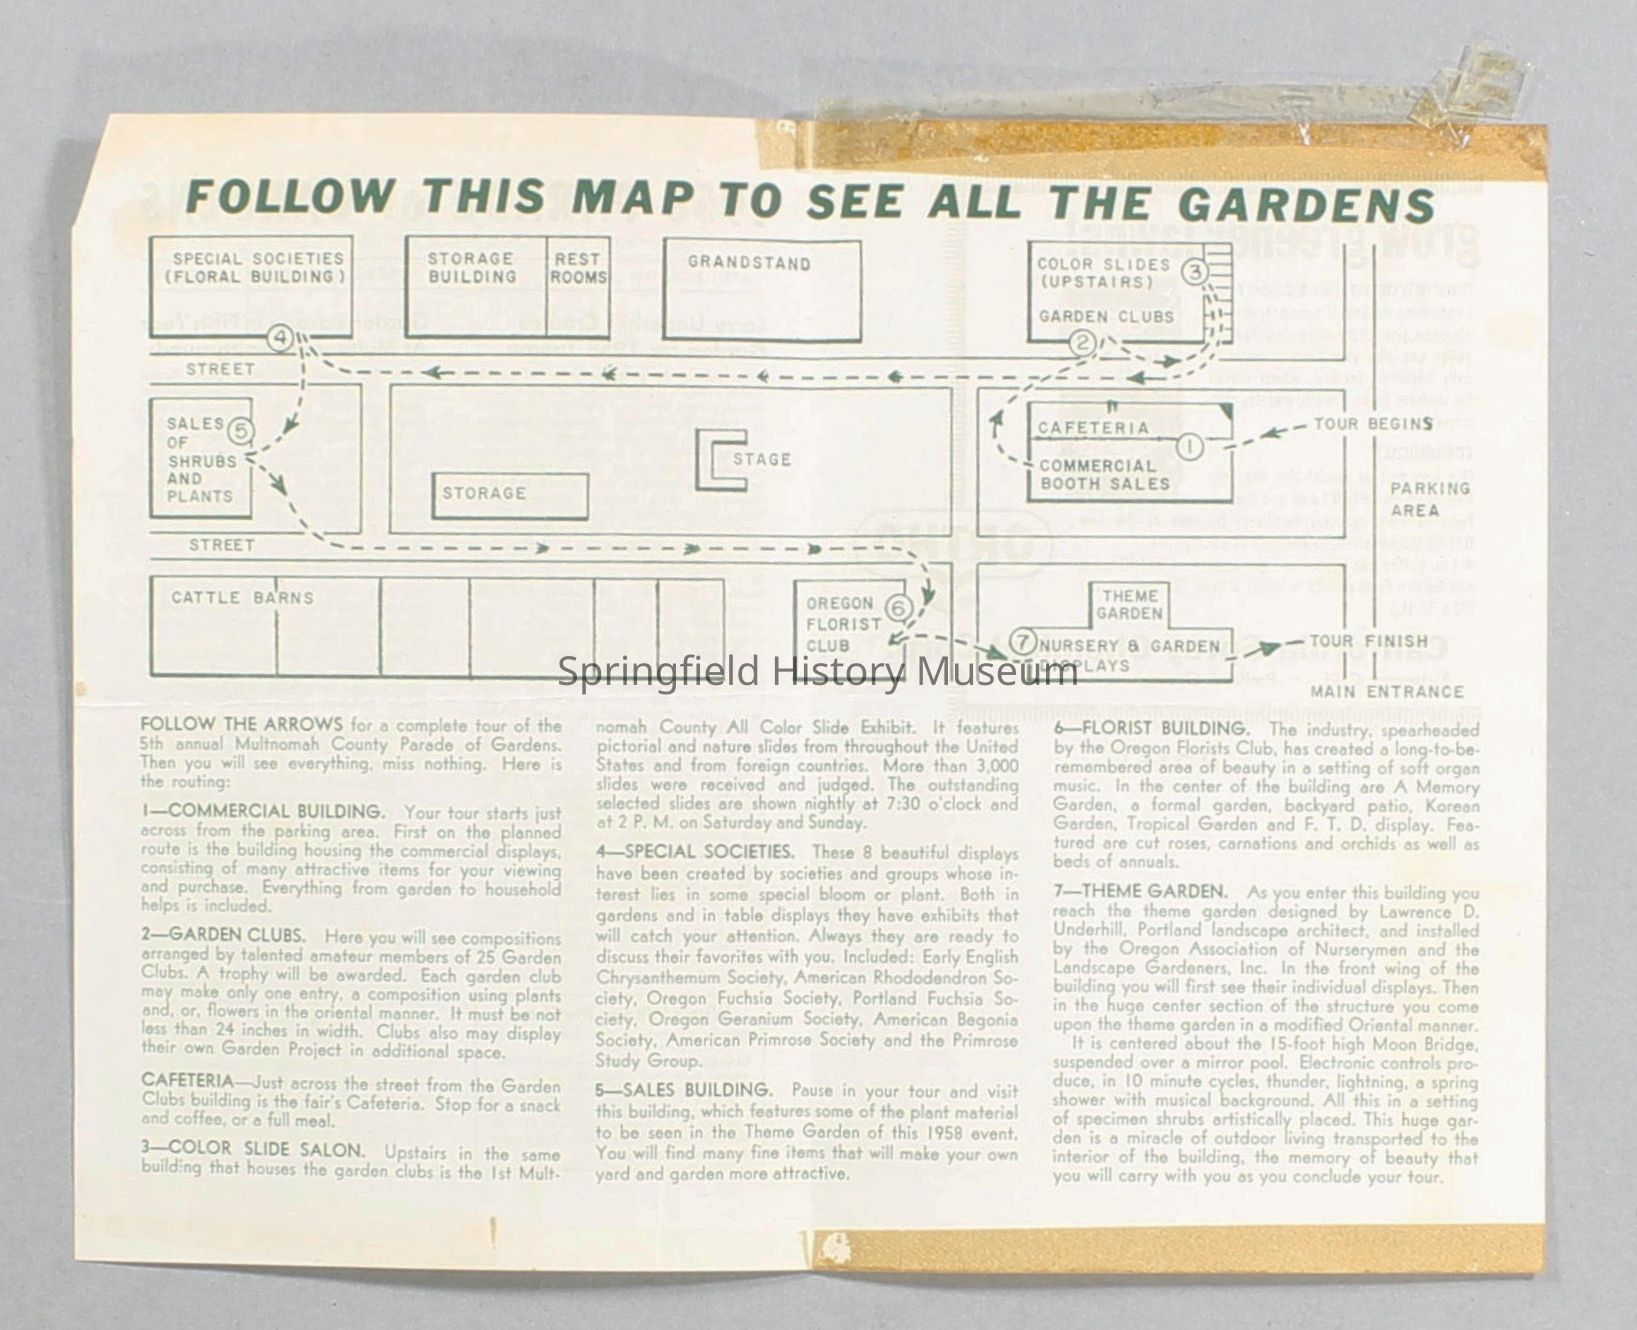 FOLLOW THIS MAP TO SEE ALL THE GARDENS
SPECIAL SOCIETIES
(FLORAL BUILDING)
STORAGE
BUILDING
REST
ROOMS
GRANDSTAND
COLOR SLIDES
(UPSTAIRS)
3
GARDEN CLUBS
2
4
STREET
SALES
OF
SHRUBS
AND
PLANTS
5
STAGE
STORAGE
CAFETERIA
1
COMMERCIAL
BOOTH SALES
TOUR BEGINS
PARKING
AREA
STREET
CATTLE BARNS
OREGON
FLORIST
CLUB
6
THEME
GARDEN
7
NURSERY & GARDEN
DISPLAYS
TOUR FINISH
MAIN ENTRANCE
Springfield History Museum
FOLLOW THE ARROWS for a complete tour of the
5th annual Multnomah County Parade of Gardens.
Then you will see everything, miss nothing. Here is
the routing:
1—COMMERCIAL BUILDING. Your tour starts just
across from the parking area. First on the planned
route is the building housing the commercial displays,
consisting of many attractive items for your viewing
and purchase. Everything from garden to household
helps is included.
2—GARDEN CLUBS. Here you will see compositions
arranged by talented amateur members of 25 Garden
Clubs. A trophy will be awarded. Each garden club
may make only one entry, a composition using plants
and, or, flowers in the oriental manner. It must be not
less than 24 inches in width. Clubs also may display
their own Garden Project in additional space.
CAFETERIA—Just across the street from the Garden
Clubs building is the fair's Cafeteria. Stop for a snack
and coffee, or a full meal.
3—COLOR SLIDE SALON. Upstairs in the same
building that houses the garden clubs is the 1st Mult-
nomah County All Color Slide Exhibit. It features
pictorial and nature slides from throughout the United
States and from foreign countries. More than 3,000
slides were received and judged. The outstanding
selected slides are shown nightly at 7:30 o'clock and
at 2 P. M. on Saturday and Sunday.
4—SPECIAL SOCIETIES. These 8 beautiful displays
have been created by societies and groups whose in-
terest lies in some special bloom or plant. Both in
gardens and in table displays they have exhibits that
will catch your attention. Always they are ready to
discuss their favorites with you. Included: Early English
Chrysanthemum Society, American Rhododendron So-
ciety, Oregon Fuchsia Society, Portland Fuchsia So-
ciety, Oregon Geranium Society, American Begonia
Society, American Primrose Society and the Primrose
Study Group.
5—SALES BUILDING. Pause in your tour and visit
this building, which features some of the plant material
to be seen in the Theme Garden of this 1958 event.
You will find many fine items that will make your own
yard and garden more attractive.
6—FLORIST BUILDING. The industry, spearheaded
by the Oregon Florists Club, has created a long-to-be-
remembered area of beauty in a setting of soft organ
music. In the center of the building are A Memory
Garden, a formal garden, backyard patio, Korean
Garden, Tropical Garden and F. T. D. display. Fea-
tured are cut roses, carnations and orchids as well as
beds of annuals.
7—THEME GARDEN. As you enter this building you
reach the theme garden designed by Lawrence D.
Underhill, Portland landscape architect, and installed
by the Oregon Association of Nurserymen and the
Landscape Gardeners, Inc. In the front wing of the
building you will first see their individual displays. Then
in the huge center section of the structure you come
upon the theme garden in a modified Oriental manner.
It is centered about the 15-foot high Moon Bridge,
suspended over a mirror pool. Electronic controls pro-
duce, in 10 minute cycles, thunder, lightning, a spring
shower with musical background. All this in a setting
of specimen shrubs artistically placed. This huge gar-
den is a miracle of outdoor living transported to the
interior of the building, the memory of beauty that
you will carry with you as you conclude your tour.